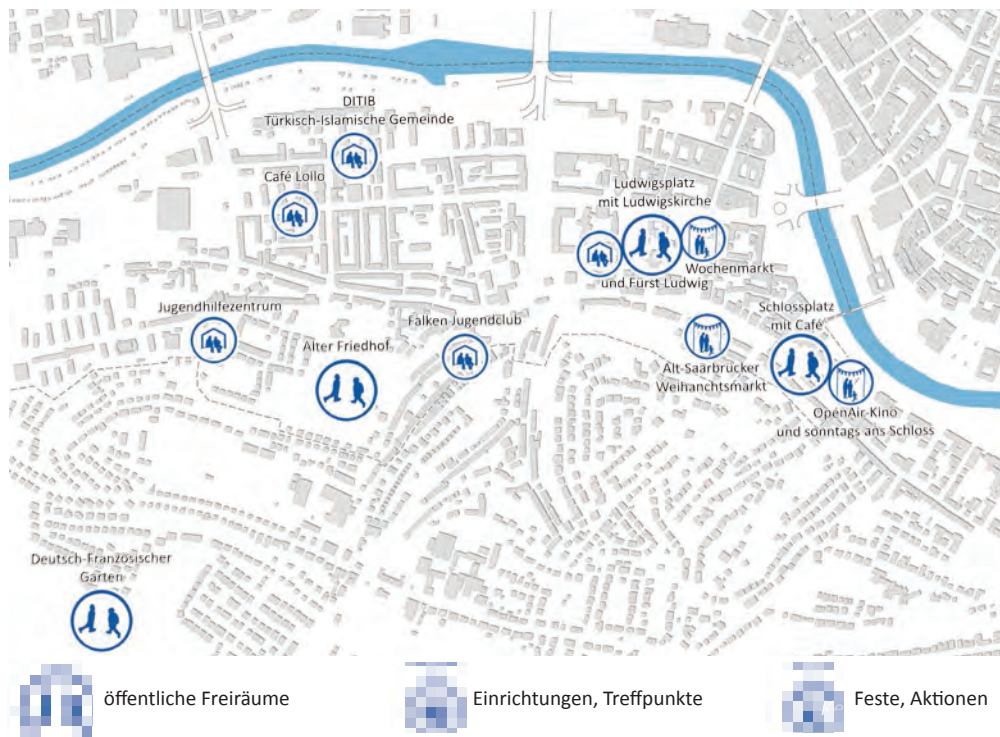 DITIB
Türkisch-Islamische Gemeinde
Café Lollo
Ludwigsplatz
mit Ludwigskirche
Wochenmarkt
und Fürst Ludwig
Schlossplatz
mit Café
Jugendhilfezentrum
Falken Jugendclub
Alter Friedhof
Alt-Saarbrücker
Weihanchtsmarkt
OpenAir-Kino
und sonntags ans Schloss
Deutsch-Französischer
Garten
öffentliche Freiräume
Einrichtungen, Treffpunkte
Feste, Aktionen